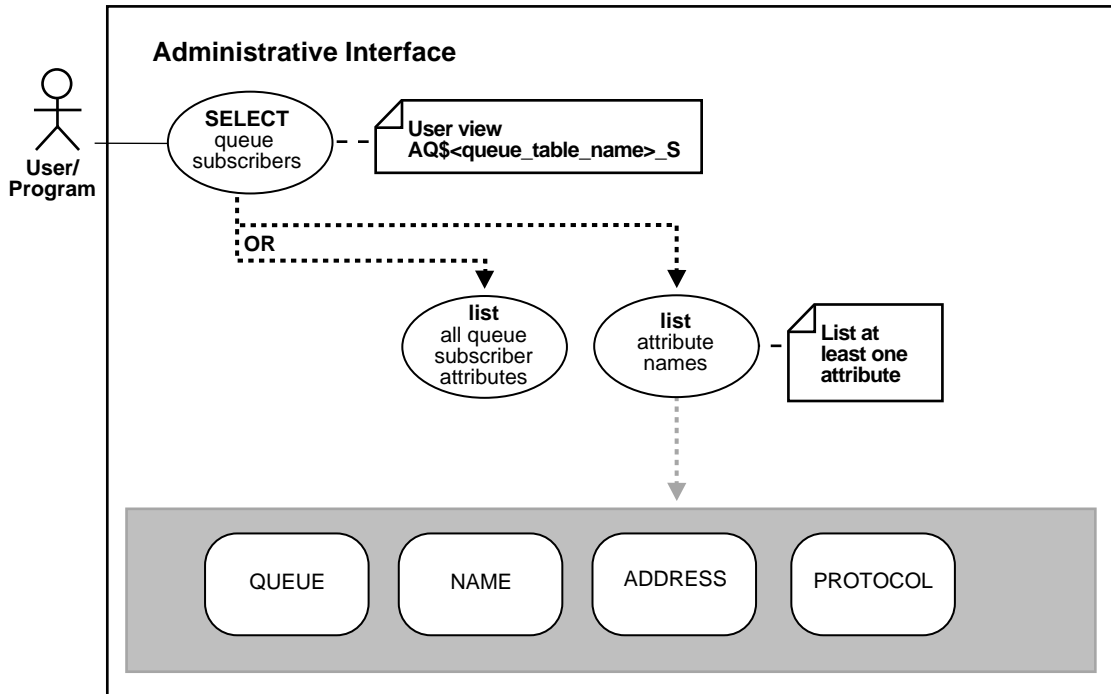 Administrative Interface
User/
Program
SELECT
queue
subscribers
User view
AQ$<queue_table_name>_S
OR
list
all queue
subscriber
attributes
list
attribute
names
List at
least one
attribute
QUEUE
NAME
ADDRESS
PROTOCOL